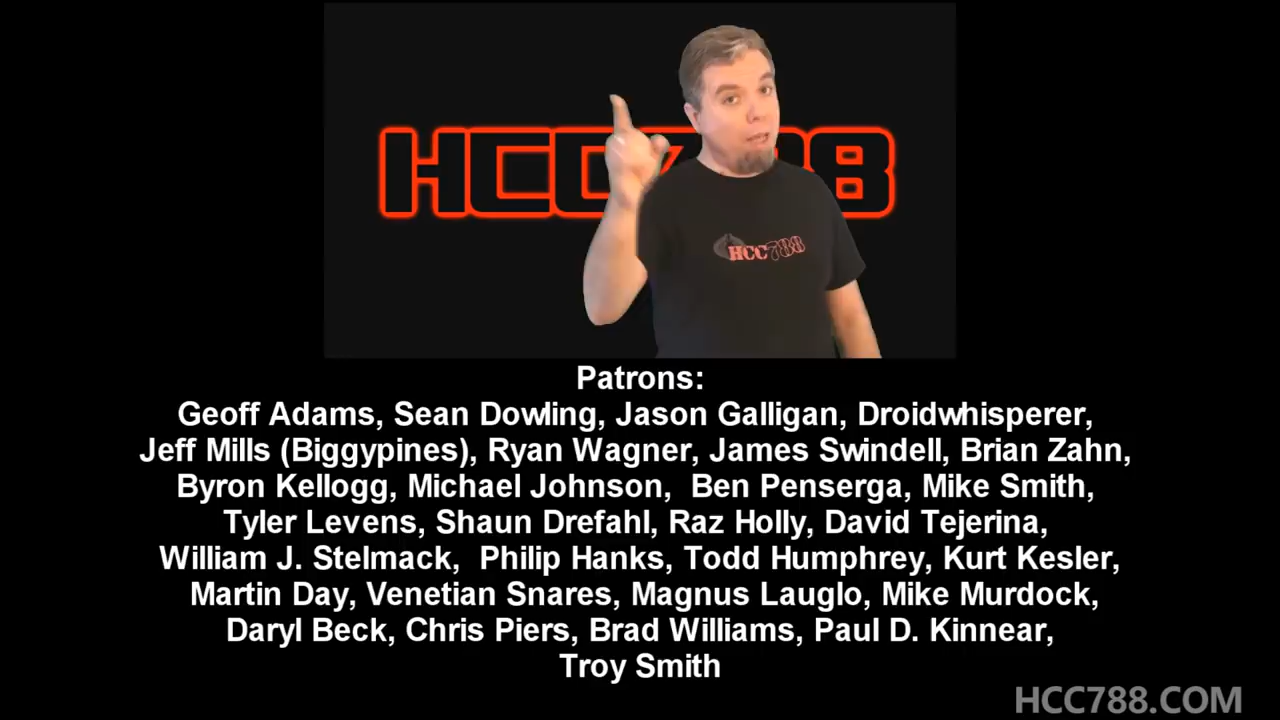 HCC788
HCC788
Patrons:
Geoff Adams, Sean Dowling, Jason Galligan, Droidwhisperer,
Jeff Mills (Biggypines), Ryan Wagner, James Swindell, Brian Zahn,
Byron Kellogg, Michael Johnson,  Ben Penserga, Mike Smith,
Tyler Levens, Shaun Drefahl, Raz Holly, David Tejerina,
William J. Stelmack,  Philip Hanks, Todd Humphrey, Kurt Kesler,
Martin Day, Venetian Snares, Magnus Lauglo, Mike Murdock,
Daryl Beck, Chris Piers, Brad Williams, Paul D. Kinnear,
Troy Smith
HCC788.COM